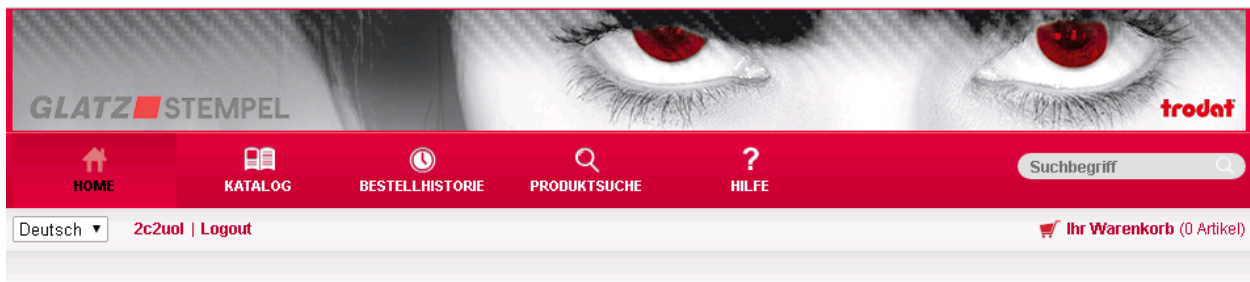 GLATZ STEMPEL
trodat
HOME KATALOG BESTELLHISTORIE PRODUKTSUCHE ? HILFE Suchbegriff
Deutsch ▼ 2c2uol | Logout Ihr Warenkorb (0 Artikel)